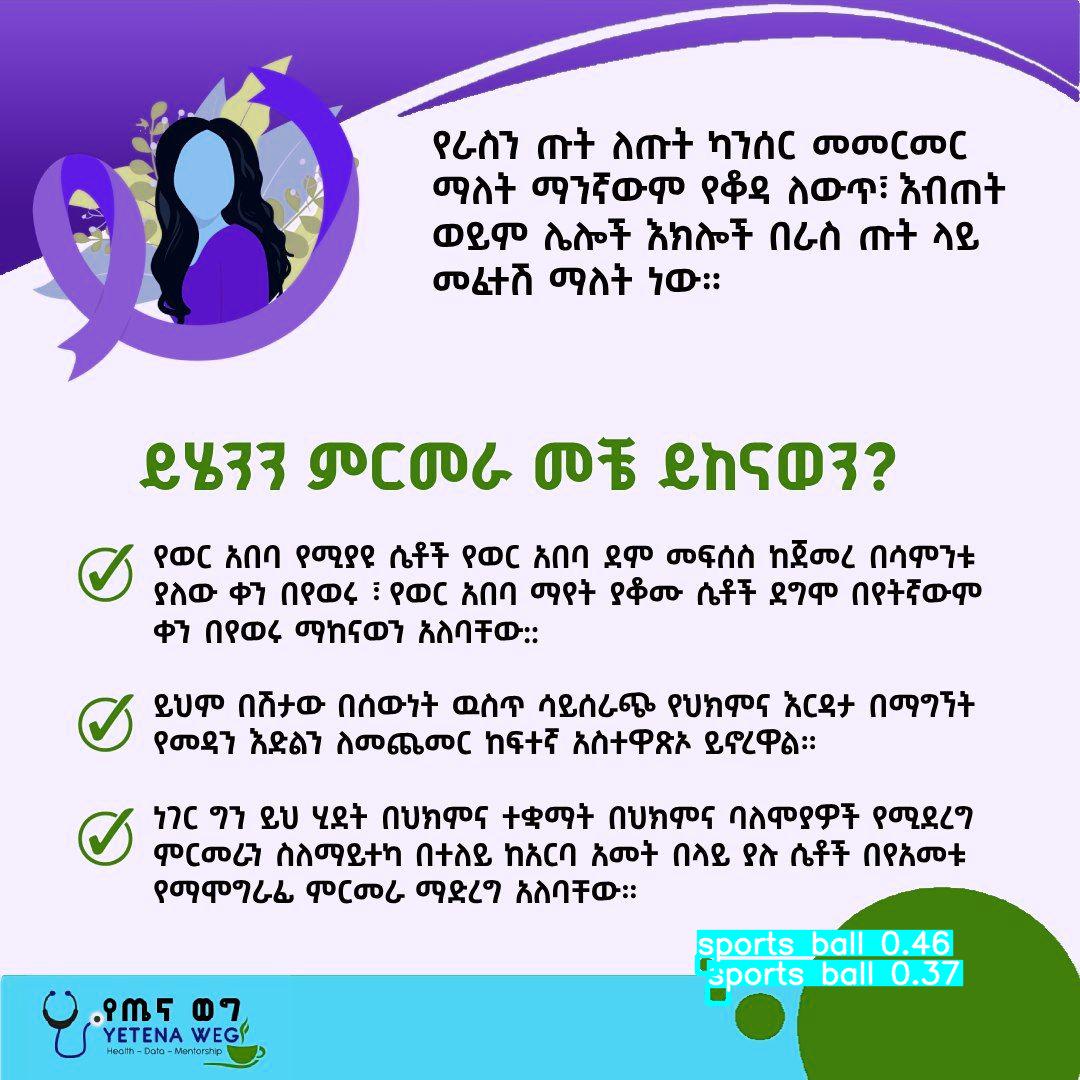 የራስን ጡት ለጡት ካንሰር መመርመር
ማለት ማንኛውም የቆዳ ለውጥ፣ እብጠት
ወይም ሌሎች እክሎች በራስ ጡት ላይ
መፈተሽ ማለት ነው።
ይሄንን ምርመራ መቼ ይከናወን?
የወር አበባ የሚያዩ ሴቶች የወር አበባ ደም መፍሰስ ከጀመረ በሳምንቱ
ያለው ቀን በየወሩ ፣ የወር አበባ ማየት ያቆሙ ሴቶች ደግሞ በየትኛውም
ቀን በየወሩ ማከናወን አለባቸው።
ይህም በሽታው በሰውነት ዉስጥ ሳይሰራጭ የህክምና እርዳታ በማግኘት
የመዳን እድልን ለመጨመር ከፍተኛ አስተዋጽኦ ይኖረዋል።
ነገር ግን ይህ ሂደት በህክምና ተቋማት በህክምና ባለሞያዎች የሚደረግ
ምርመራን ስለማይተካ በተለይ ከአርባ አመት በላይ ያሉ ሴቶች በየአመቱ
የማሞግራፊ ምርመራ ማድረግ አለባቸው።
sports ball 0.46
sports ball 0.37
የጤና ወግ
YETENA WEG
Health – Data – Mentorship